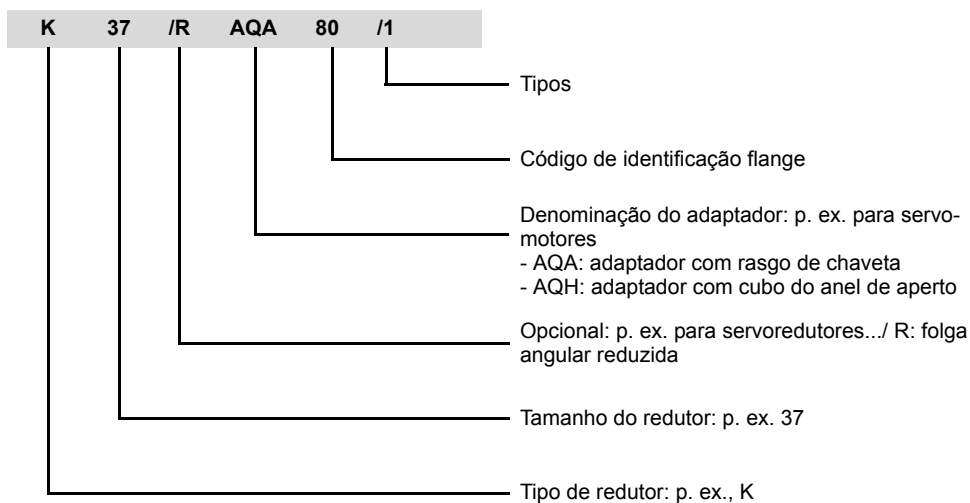 K 37 /R AQA 80 /1
Tipos
Código de identificação flange
Denominação do adaptador: p. ex. para servo-
motores
- AQA: adaptador com rasgo de chaveta
- AQH: adaptador com cubo do anel de aperto
Opcional: p. ex. para servoredutores.../ R: folga
angular reduzida
Tamanho do redutor: p. ex. 37
Tipo de redutor: p. ex., K